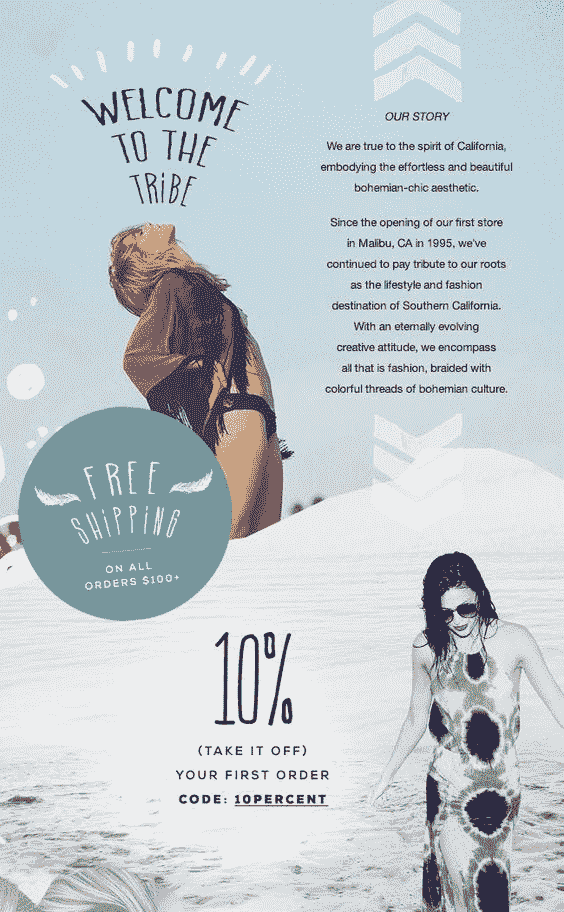 WELCOME
TO THE
TRiBE
OUR STORY
We are true to the spirit of California,
embodying the effortless and beautiful
bohemian-chic aesthetic.
Since the opening of our first store
in Malibu, CA in 1995, we've
continued to pay tribute to our roots
as the lifestyle and fashion
destination of Southern California.
With an eternally evolving
creative attitude, we encompass
all that is fashion, braided with
colorful threads of bohemian culture.
FREE
SHiPPiNG
ON ALL
ORDERS $100+
10%
(TAKE IT OFF)
YOUR FIRST ORDER
CODE: 10PERCENT